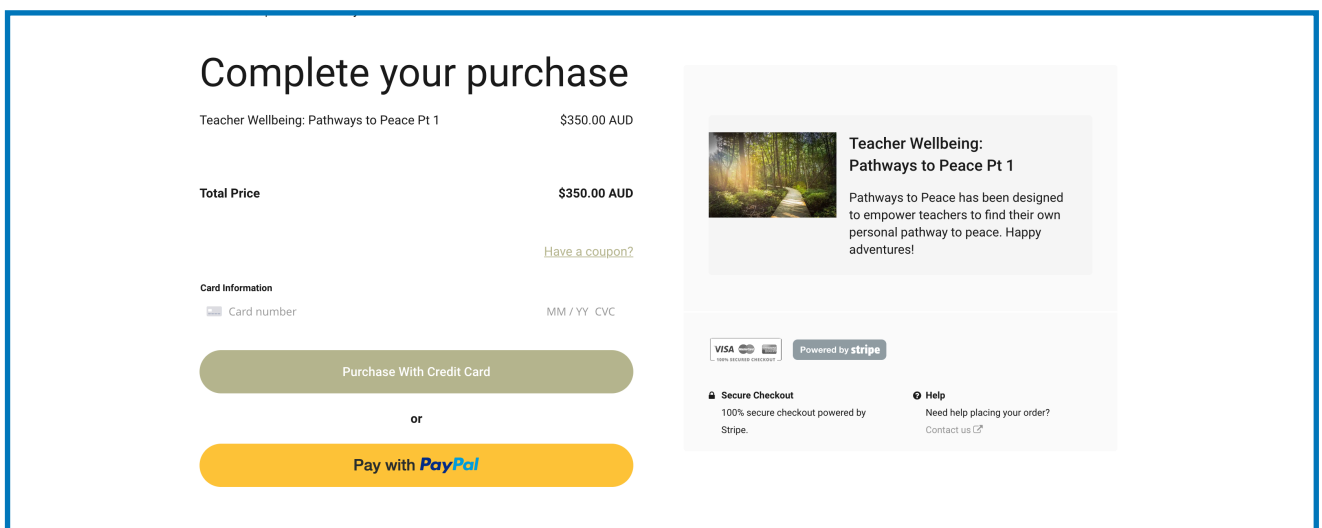 Complete your purchase
Teacher Wellbeing: Pathways to Peace Pt 1 $350.00 AUD
Total Price $350.00 AUD
Have a coupon?
Card Information
Card number MM / YY CVC
Purchase With Credit Card
or
Pay with PayPal
Teacher Wellbeing:
Pathways to Peace Pt 1
Pathways to Peace has been designed
to empower teachers to find their own
personal pathway to peace. Happy
adventures!
VISA
100% SECURED CHECKOUT
Powered by stripe
Secure Checkout
100% secure checkout powered by
Stripe.
Help
Need help placing your order?
Contact us